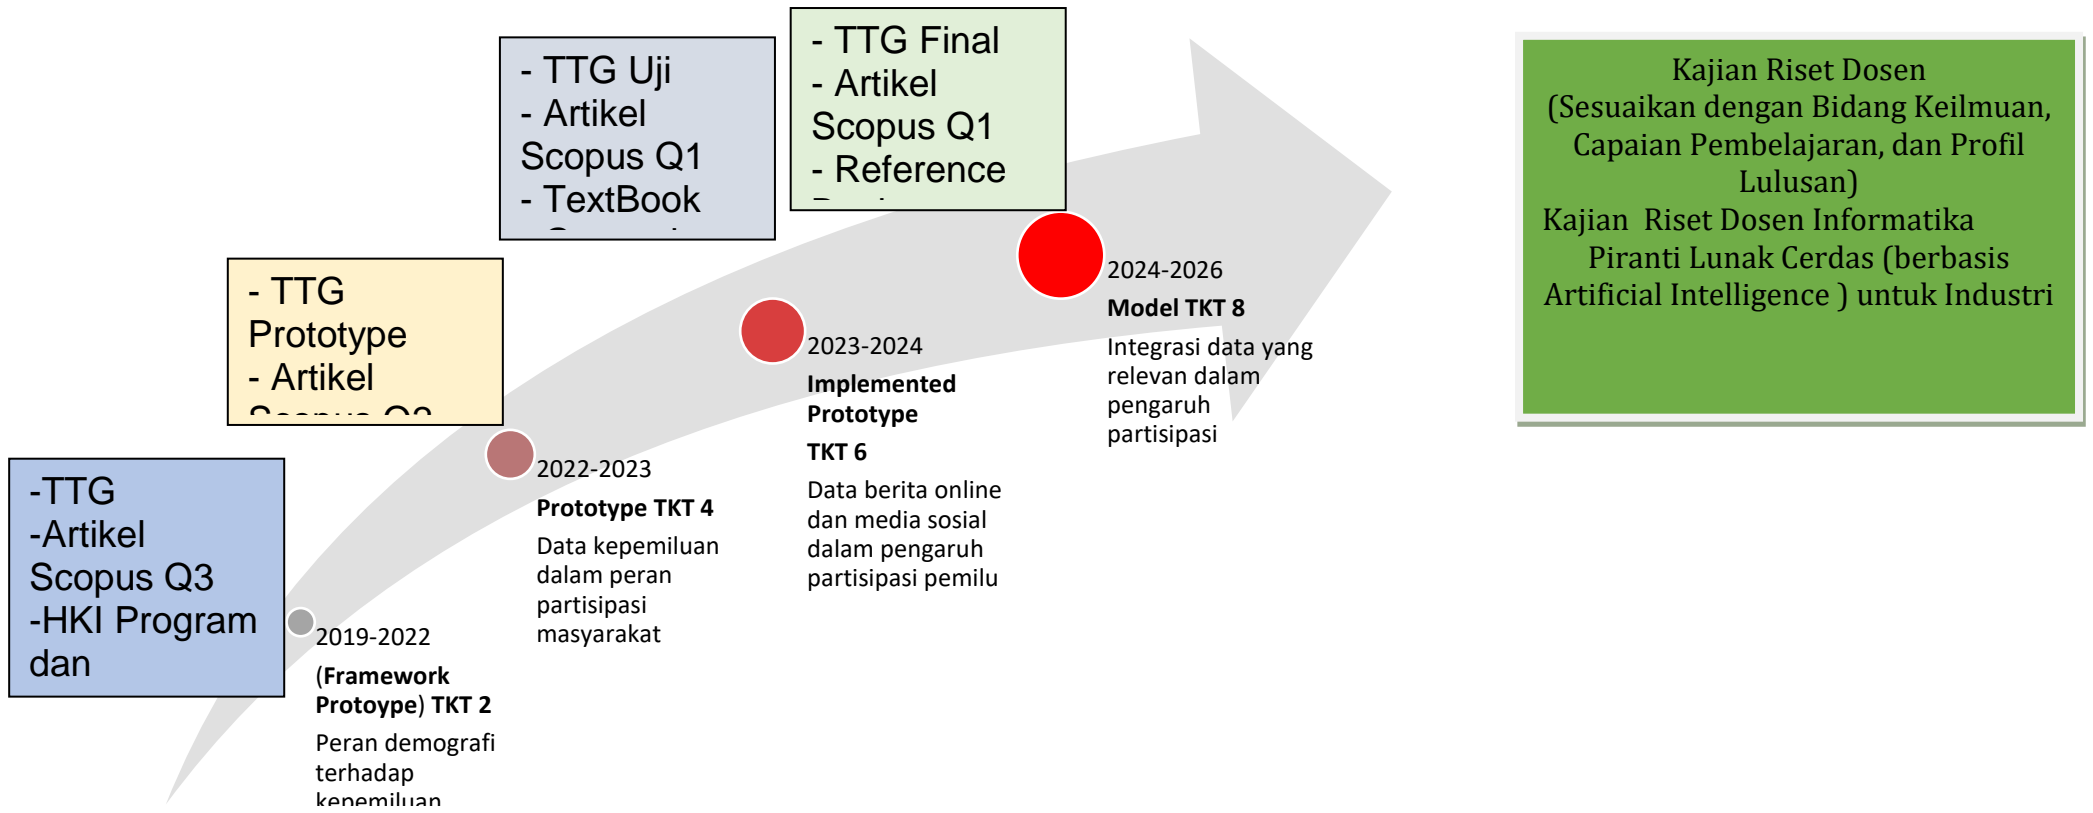 -TTG
-Artikel
Scopus Q3
-HKI Program
dan
2019-2022
(Framework
Protoype) TKT 2
Peran demografi
terhadap
kepemiluan
- TTG
Prototype
- Artikel
2022-2023
Prototype TKT 4
Data kepemiluan
dalam peran
partisipasi
masyarakat
- TTG Uji
- Artikel
Scopus Q1
- TextBook
2023-2024
Implemented
Prototype
TKT 6
Data berita online
dan media sosial
dalam pengaruh
partisipasi pemilu
- TTG Final
- Artikel
Scopus Q1
- Reference
2024-2026
Model TKT 8
Integrasi data yang
relevan dalam
pengaruh
partisipasi
Kajian Riset Dosen
(Sesuaikan dengan Bidang Keilmuan,
Capaian Pembelajaran, dan Profil
Lulusan)
Kajian  Riset Dosen Informatika
Piranti Lunak Cerdas (berbasis
Artificial Intelligence ) untuk Industri